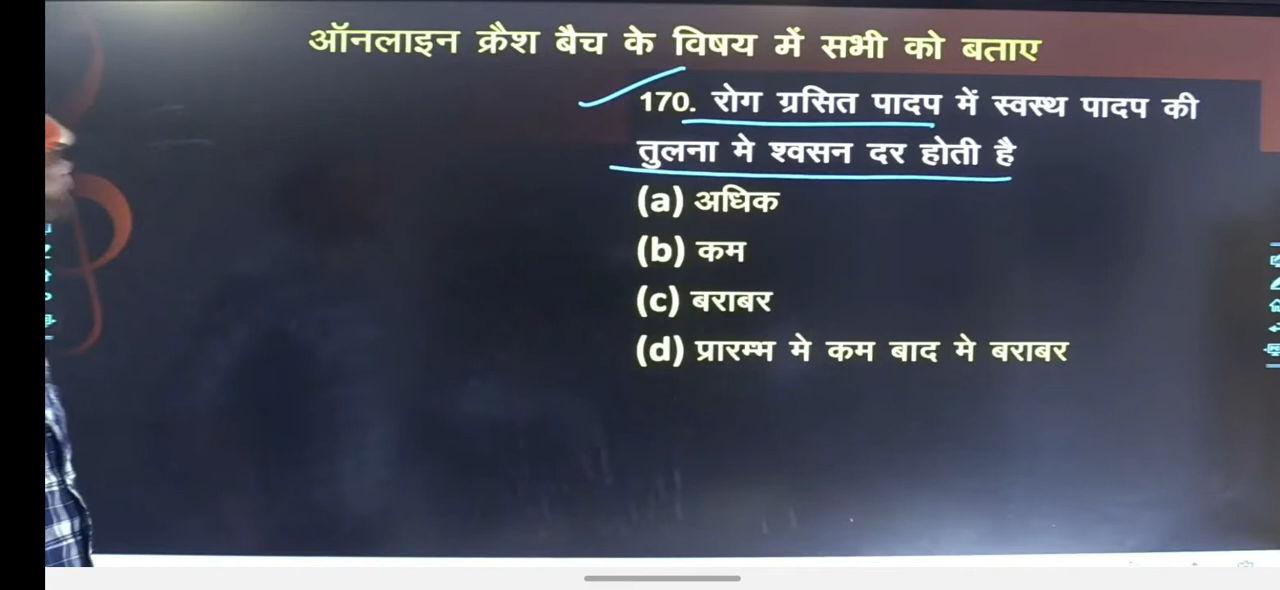 ऑनलाइन क्रैश बैच के विषय में सभी को बताए
170. रोग ग्रसित पादप में स्वस्थ पादप की
तुलना मे श्वसन दर होती है
(a) अधिक
(b) कम
(c) बराबर
(d) प्रारम्भ मे कम बाद मे बराबर